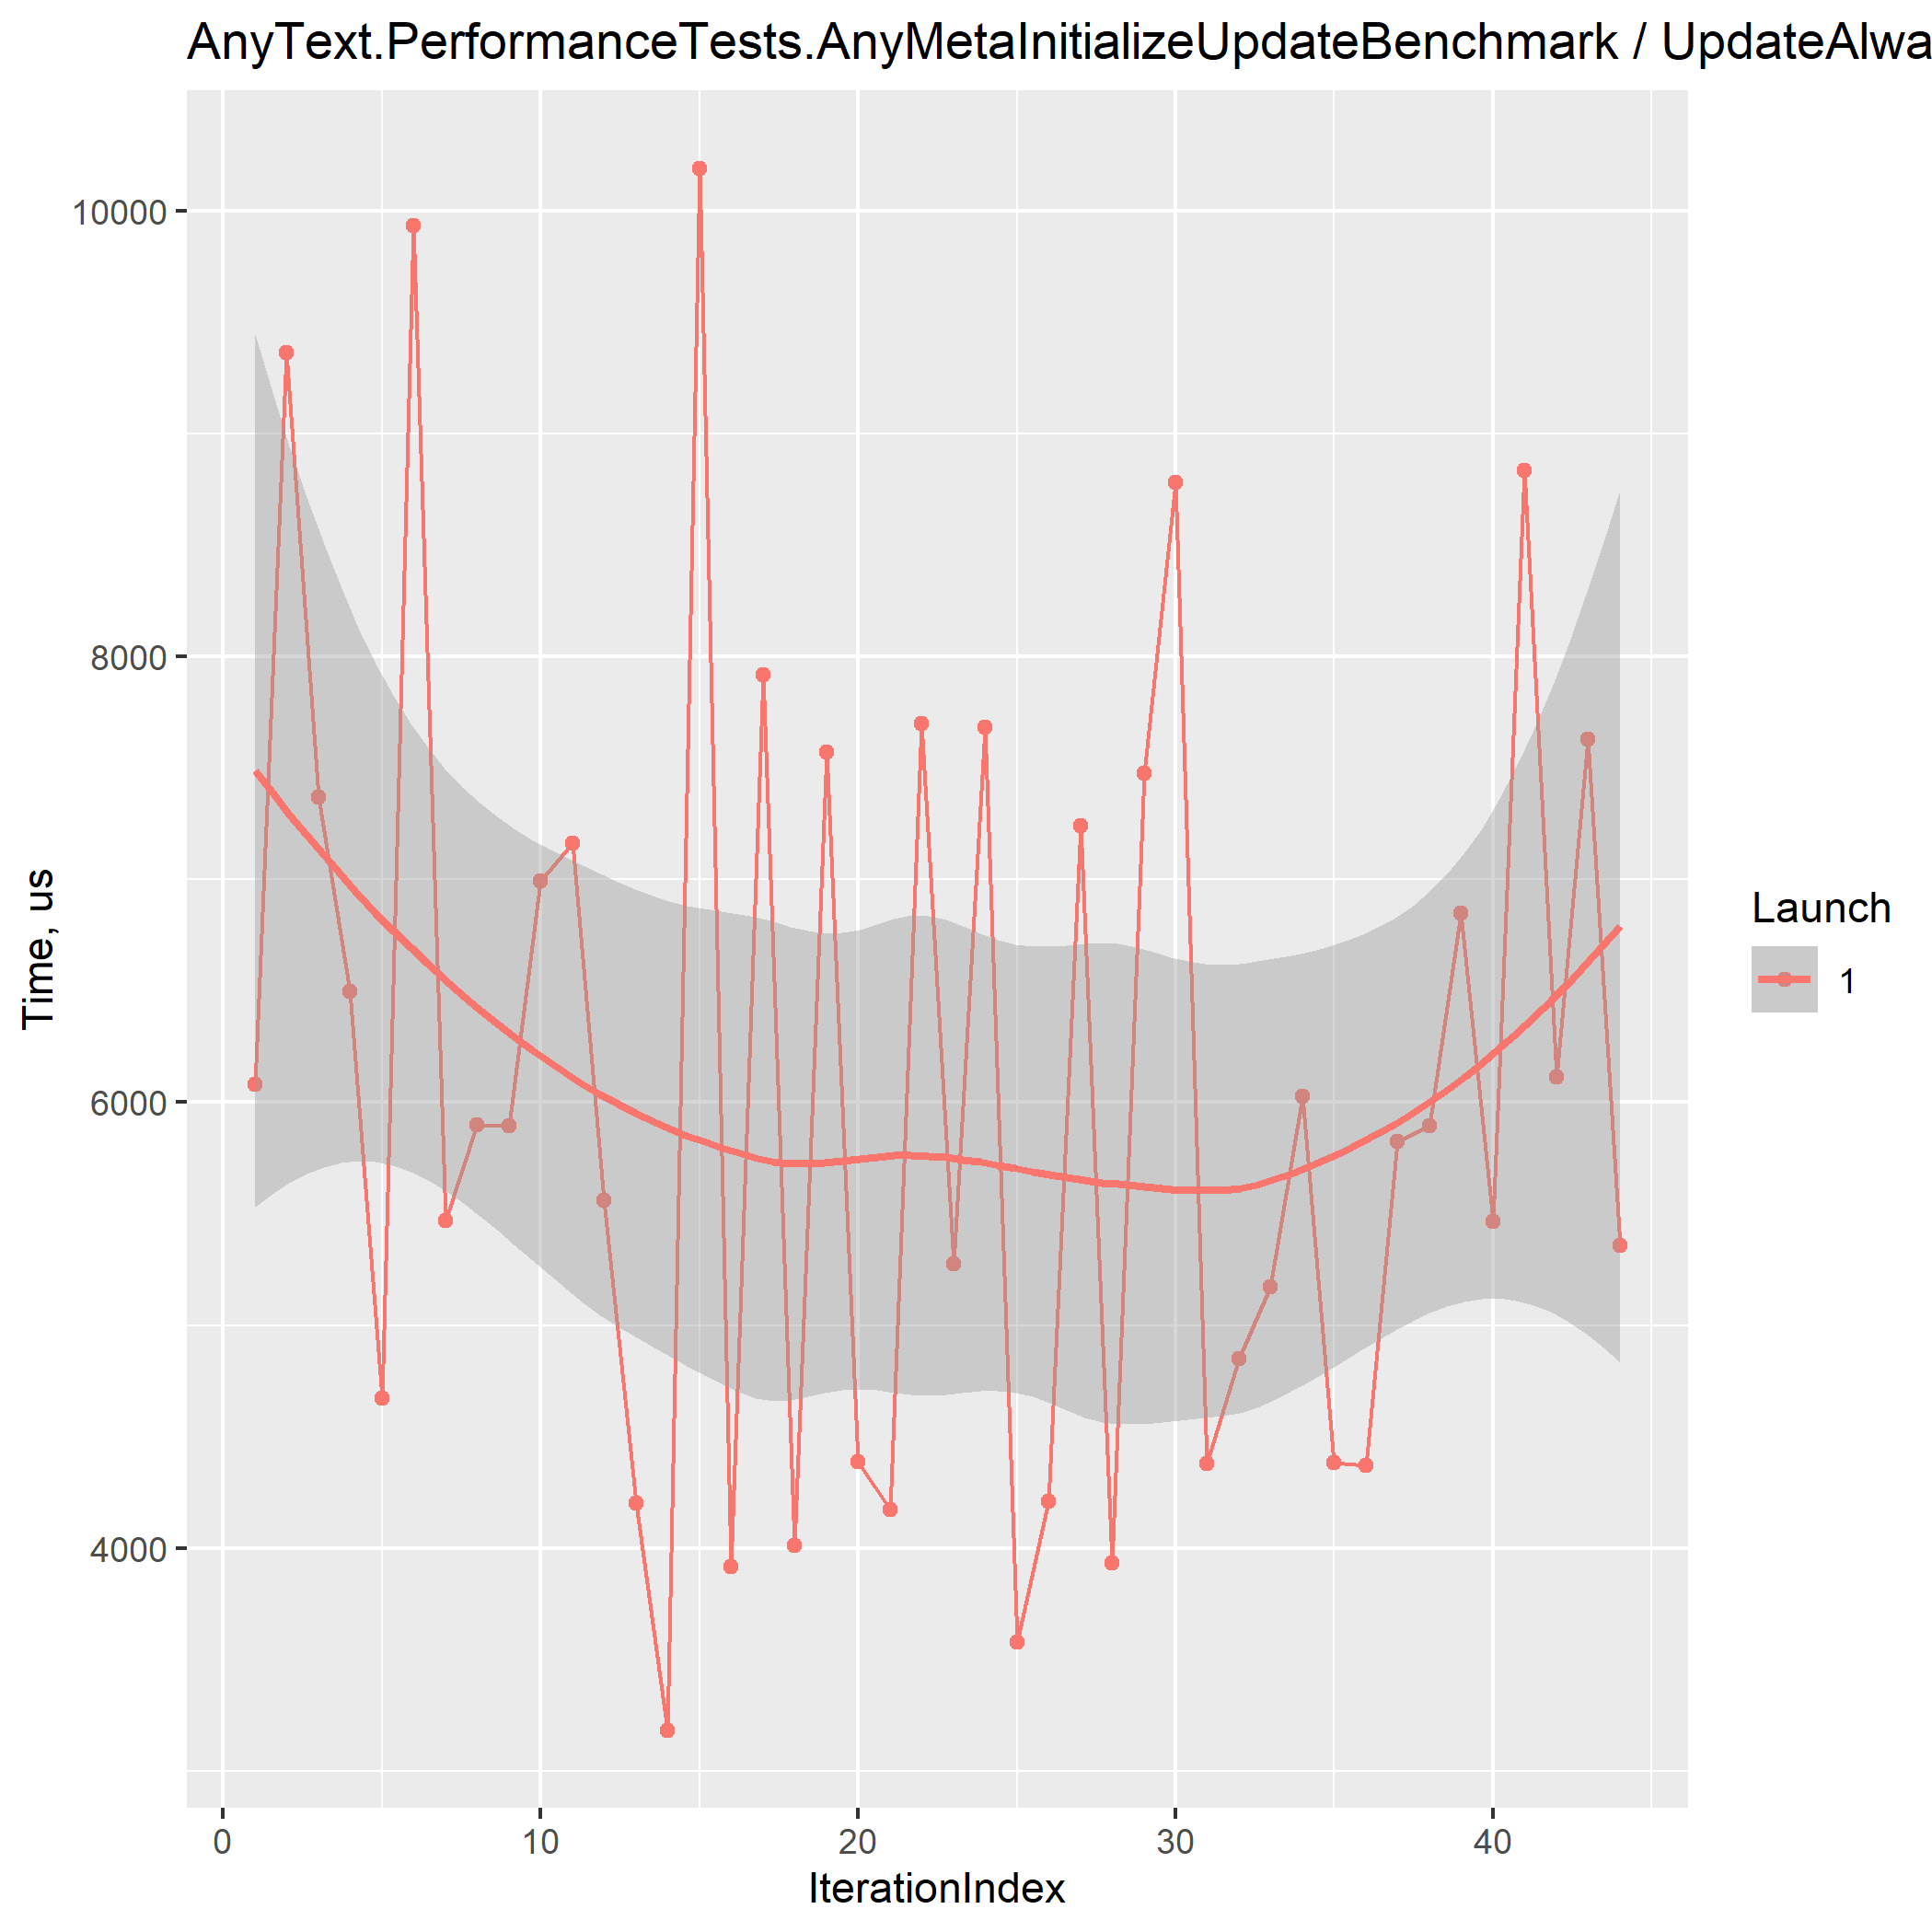 AnyText.PerformanceTests.AnyMetaInitializeUpdateBenchmark / UpdateAlwa
Time, us
10000
8000
6000
4000
0 10 20 30 40
IterationIndex
Launch
1